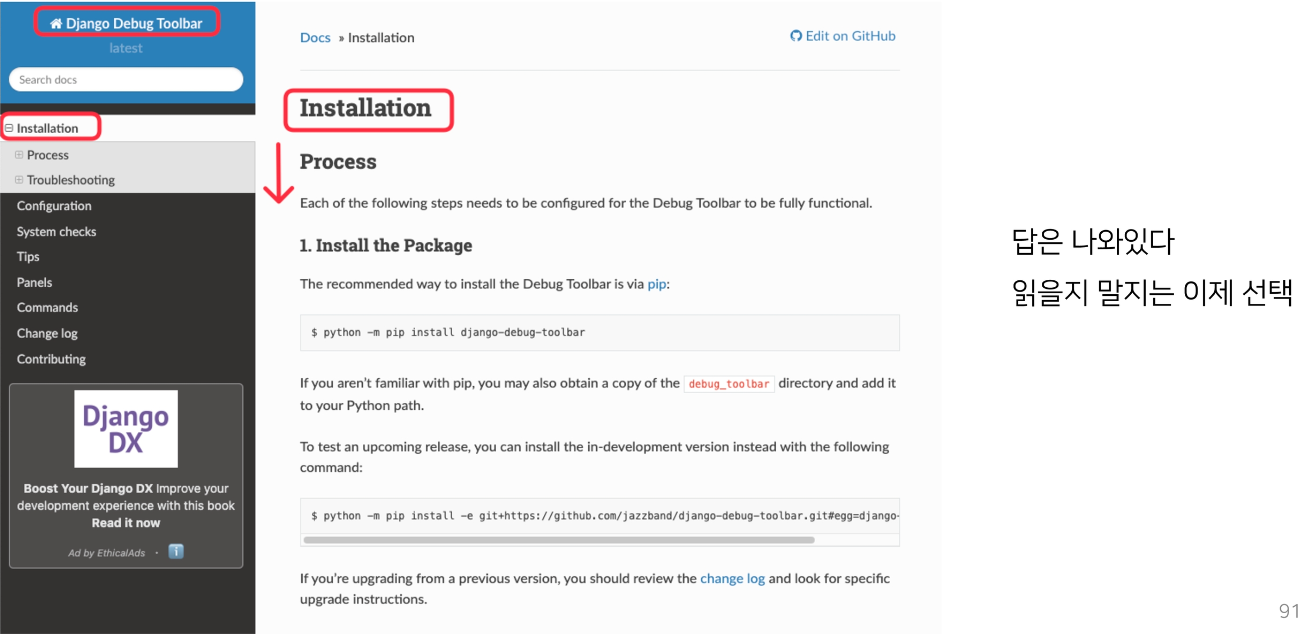 Django Debug Toolbar
latest
Search docs
Installation
Process
Troubleshooting
Configuration
System checks
Tips
Panels
Commands
Change log
Contributing
Django
DX
Boost Your Django DX Improve your
development experience with this book
Read it now
Ad by EthicalAds ·
Docs » Installation
Edit on GitHub
Installation
Process
Each of the following steps needs to be configured for the Debug Toolbar to be fully functional.
1. Install the Package
The recommended way to install the Debug Toolbar is via pip:
$ python -m pip install django-debug-toolbar
If you aren't familiar with pip, you may also obtain a copy of the debug_toolbar directory and add it
to your Python path.
To test an upcoming release, you can install the in-development version instead with the following
command:
$ python -m pip install -e git+https://github.com/jazzband/django-debug-toolbar.git#egg=django-
If you're upgrading from a previous version, you should review the change log and look for specific
upgrade instructions.
답은 나와있다
읽을지 말지는 이제 선택
91